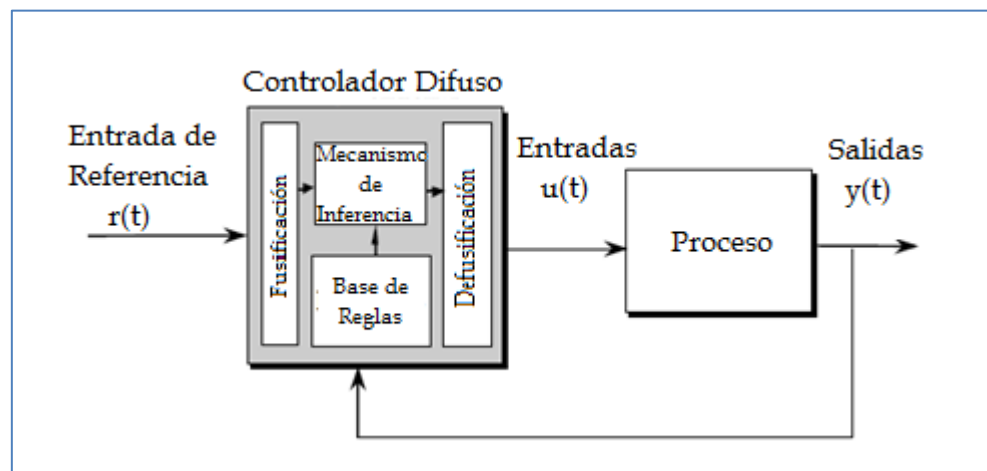 Controlador Difuso
Entrada de
Referencia
r(t)
Fusificación
Mecanismo
de
Inferencia
Base de
Reglas
Defusificación
Entradas
u(t)
Proceso
Salidas
y(t)